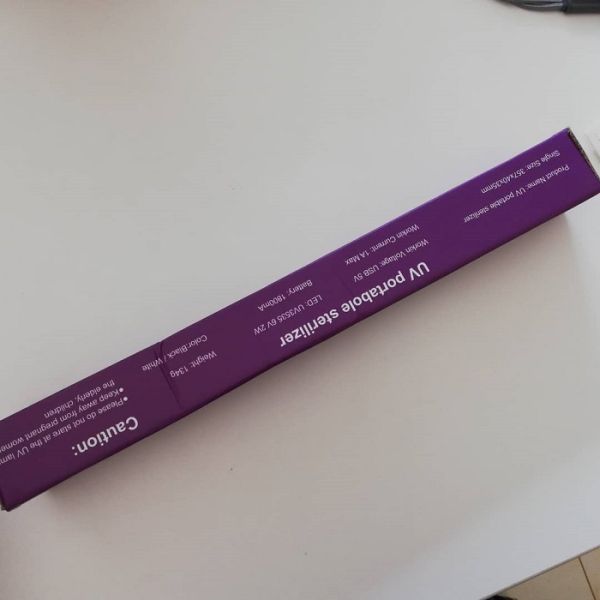 UV portabole sterilizer
Product Name: UV portable sterilizer
Single Size: 357x40x35mm
Workin Voltage: USB 5V
Workin Current: 1A Max
LED: UV3535 6V 2W
Battery: 1800mA
Weight: 134g
Color:Black / White
Caution:
•Please do not stare at the UV lam
•Keep away from pregnant women
the elderly, children